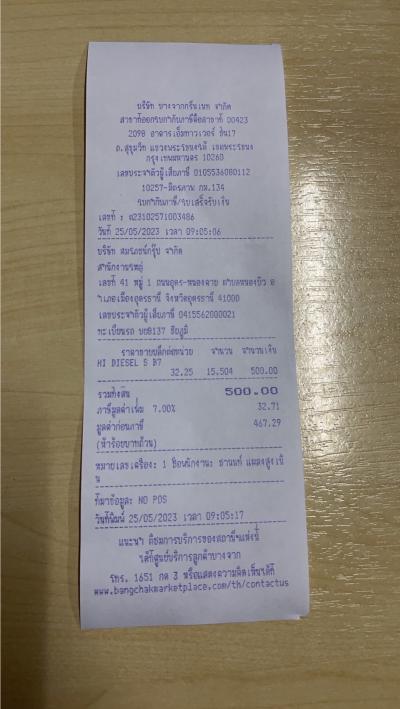 บริษัท บางจากกรีนเนท จำกัด
สาขาที่ออกใบกำกับภาษีคือสาขาที่ 00423
2098 อาคารเอ็มทาวเวอร์ ชั้น17
ถ.สุขุมวิท แขวงพระโขนงใต้ เขตพระโขนง
กรุงเทพมหานคร 10260
เลขประจำตัวผู้เสียภาษี 0105536080112
10257-มิตรภาพ กม.134
ใบกำกับภาษี/ใบเสร็จรับเงิน
เลขที่ : 023102571003486
วันที่ 25/05/2023 เวลา 09:05:06
บริษัท สมโภชน์กรุ๊ป จำกัด
สำนักงานใหญ่
เลขที่ 41 หมู่ 1 ถนนอุดร-หนองคาย ตำบลหนองบัว อ
ำเภอเมืองอุดรธานี จังหวัดอุดรธานี 41000
เลขประจำตัวผู้เสียภาษี 0415562000021
ทะเบียนรถ บย8137 ชัยภูมิ
ราคาขายปลีกต่อหน่วย จำนวน จำนวนเงิน
HI DIESEL S B7
32.25 15.504 500.00
รวมทั้งสิ้น 500.00
ภาษีมูลค่าเพิ่ม 7.00% 32.71
มูลค่าก่อนภาษี 467.29
(ห้าร้อยบาทถ้วน)
หมายเลขเครื่อง: 1 ชื่อพนักงาน: ชานนท์ แผลงสูงเนิ
น
ที่มาข้อมูล: NO POS
วันที่พิมพ์ 25/05/2023 เวลา 09:05:17
แนะนำ ติชมการบริการของสถานีฯแห่งนี้
ได้ที่ศูนย์บริการลูกค้าบางจาก
โทร. 1651 กด 3 หรือแสดงความคิดเห็นได้ที่
www.bangchakmarketplace.com/th/contactus